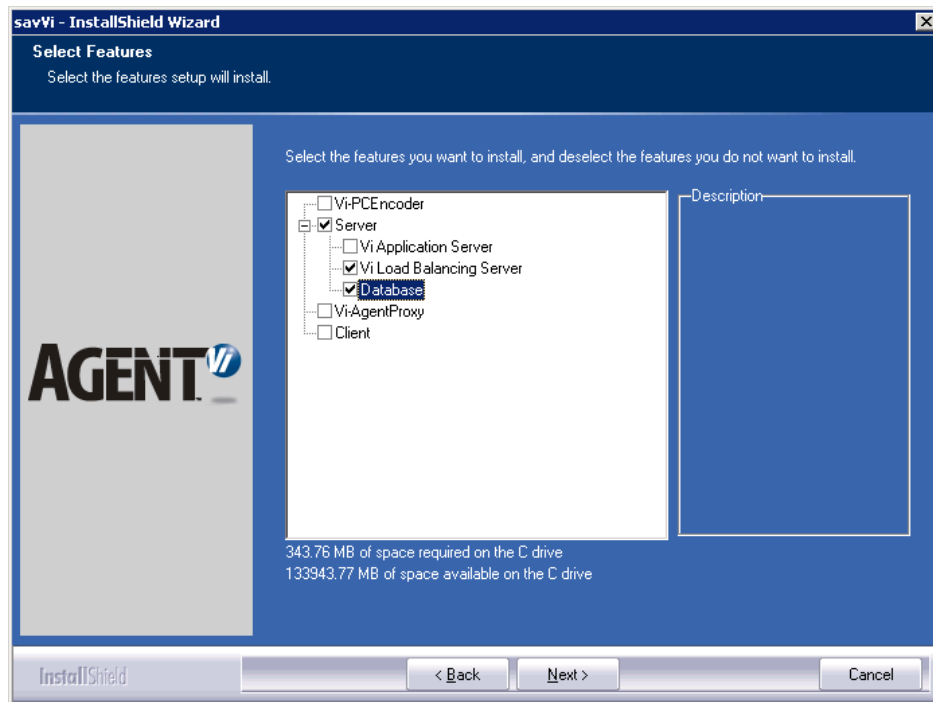 savVi - InstallShield Wizard
Select Features
Select the features setup will install.
Select the features you want to install, and deselect the features you do not want to install.
Vi-PCEncoder
Server
Vi Application Server
Vi Load Balancing Server
Database
Vi-AgentProxy
Client
Description
AGENT Vi
343.76 MB of space required on the C drive
133943.77 MB of space available on the C drive
InstallShield
< Back
Next >
Cancel